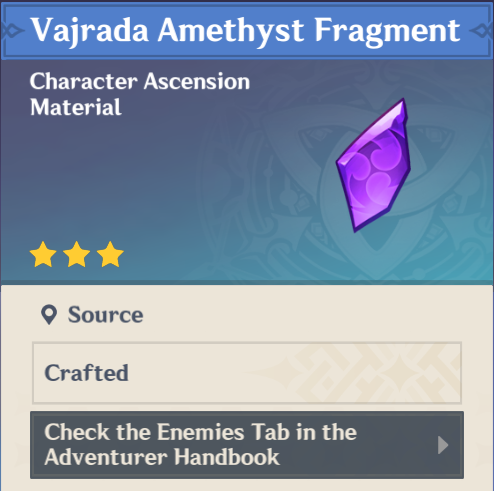 Vajrada Amethyst Fragment
Character Ascension
Material
Source
Crafted
Check the Enemies Tab in the
Adventurer Handbook